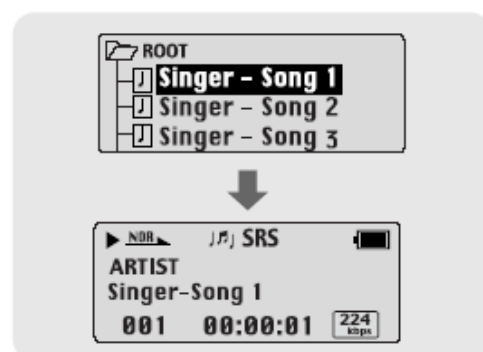 ROOT
Singer - Song 1
Singer - Song 2
Singer - Song 3
NOR SRS
ARTIST
Singer-Song 1
001 00:00:01 224 kbps